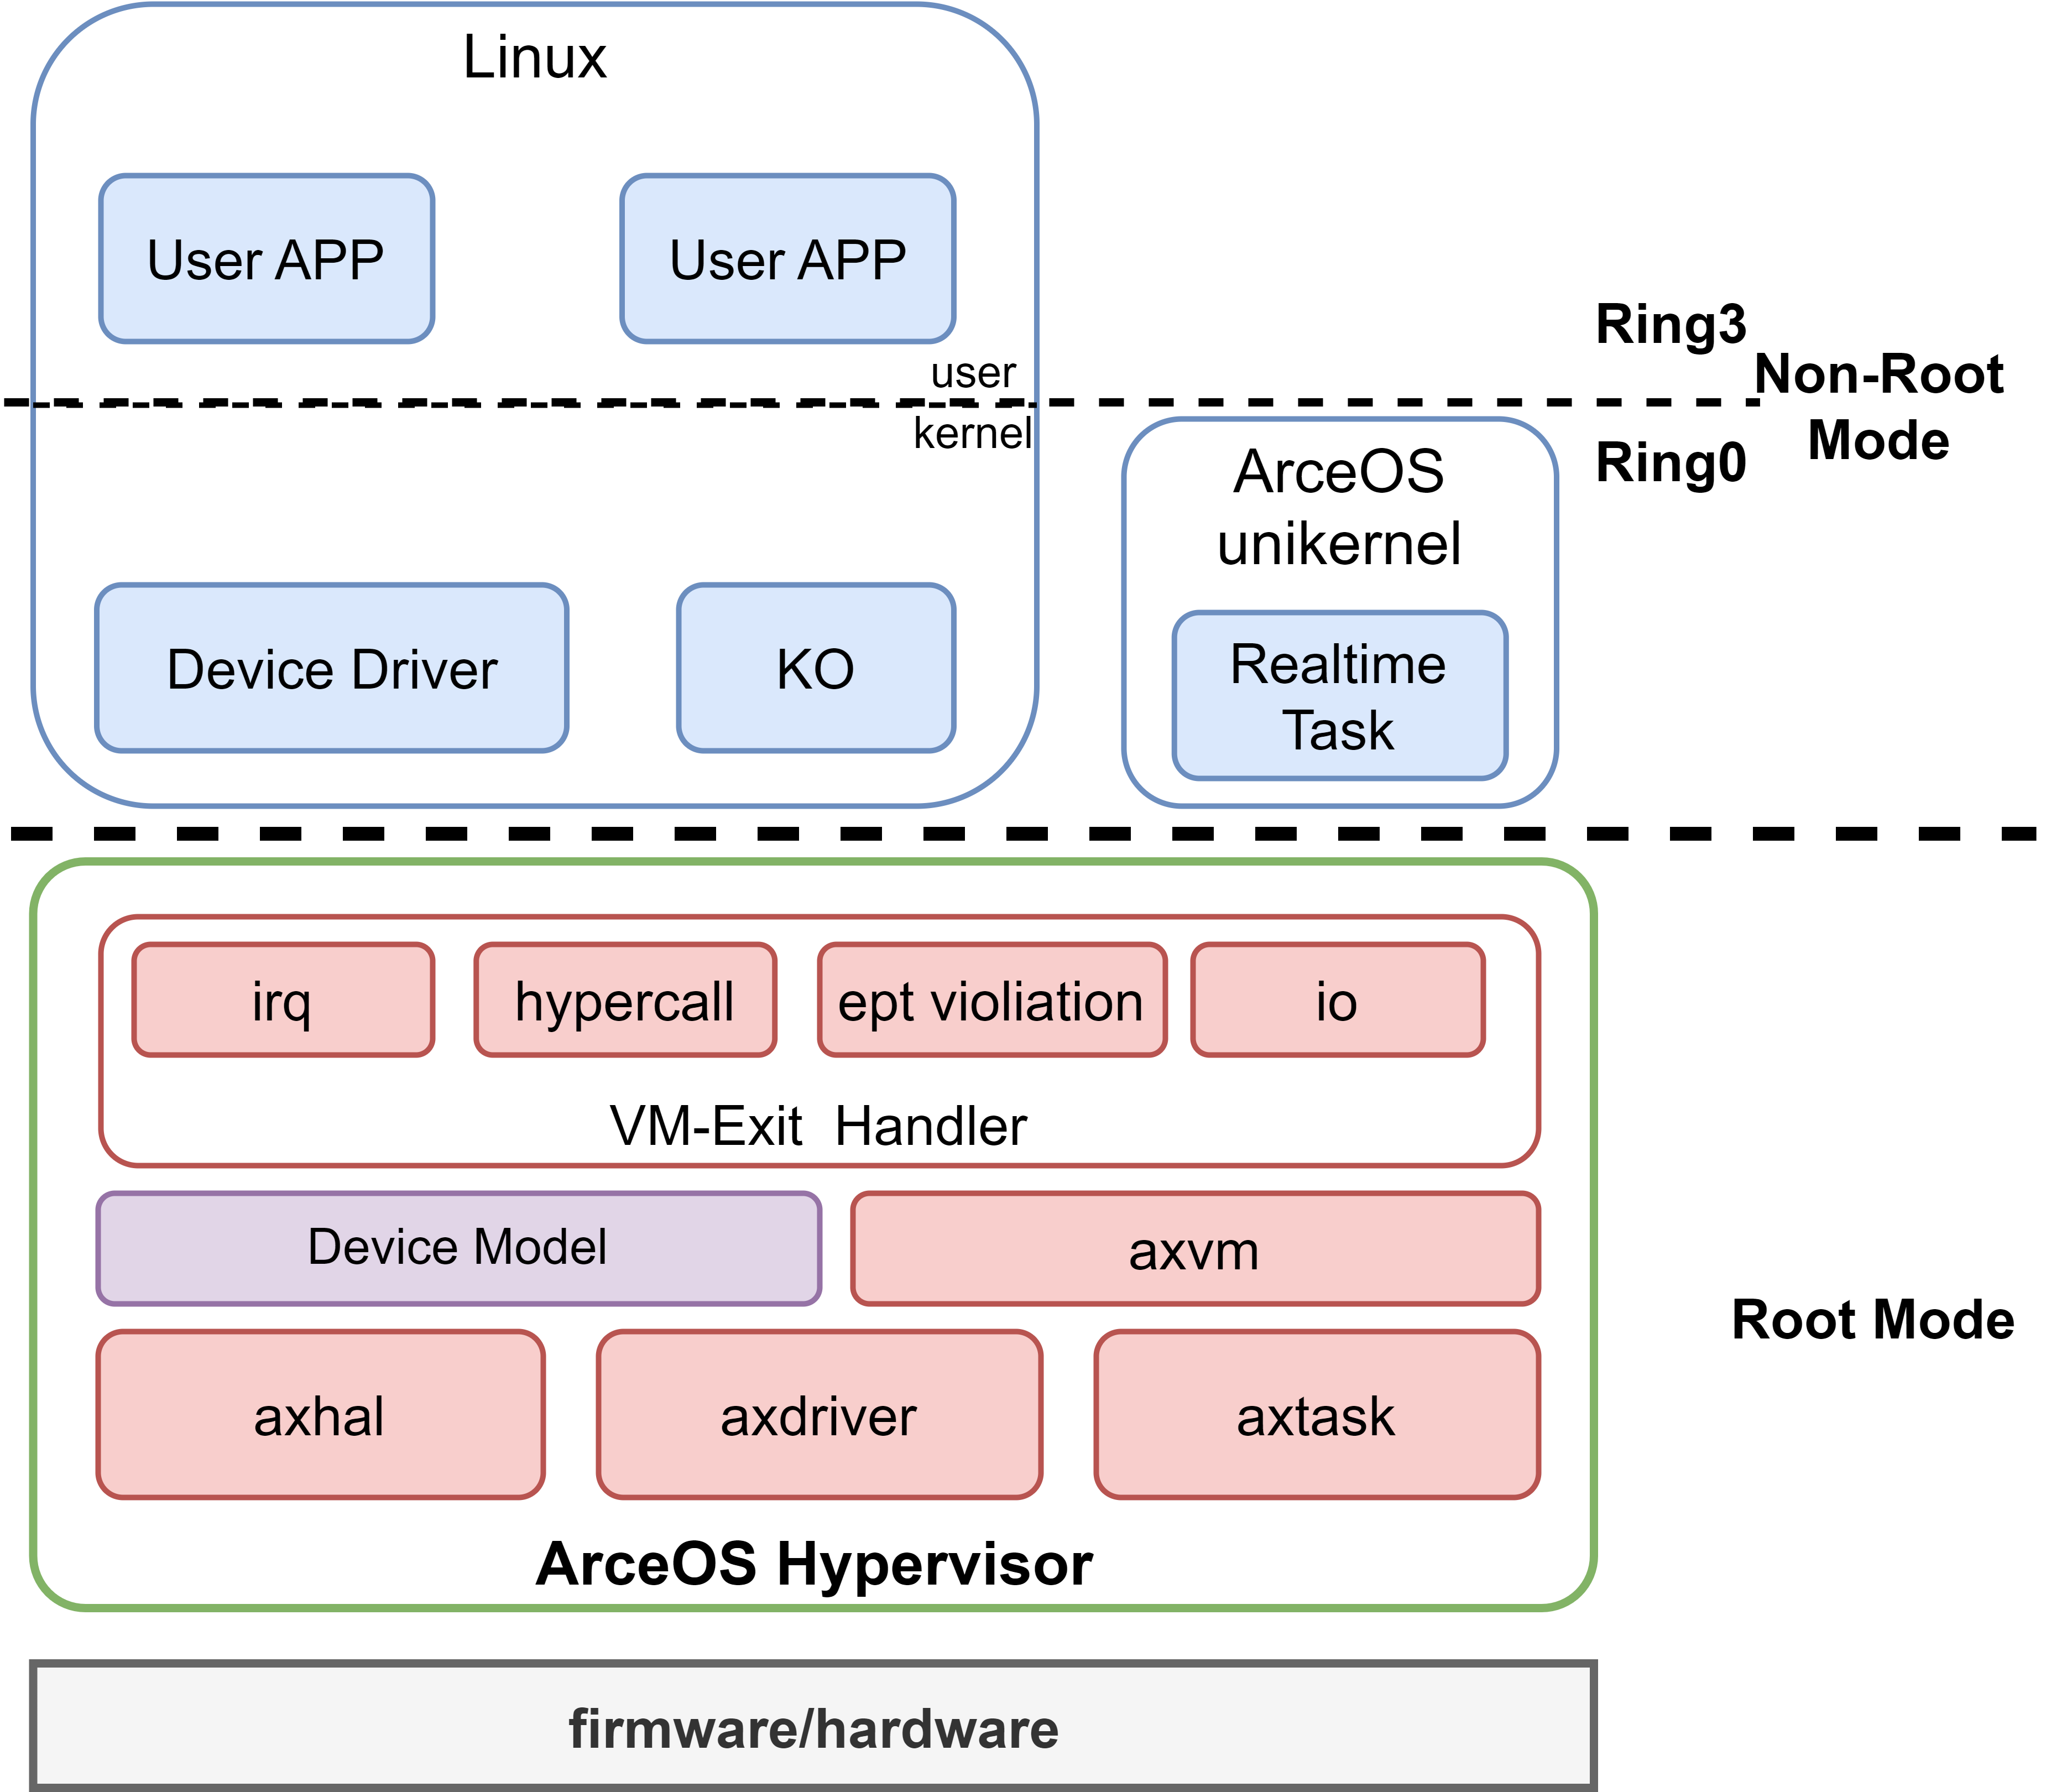 Linux
User APP
User APP
user
kernel
Ring3
Non-Root
Mode
Ring0
ArceOS
unikernel
Device Driver
KO
Realtime
Task
irq
hypercall
ept violiation
io
VM-Exit  Handler
Device Model
axvm
Root Mode
axhal
axdriver
axtask
ArceOS Hypervisor
firmware/hardware